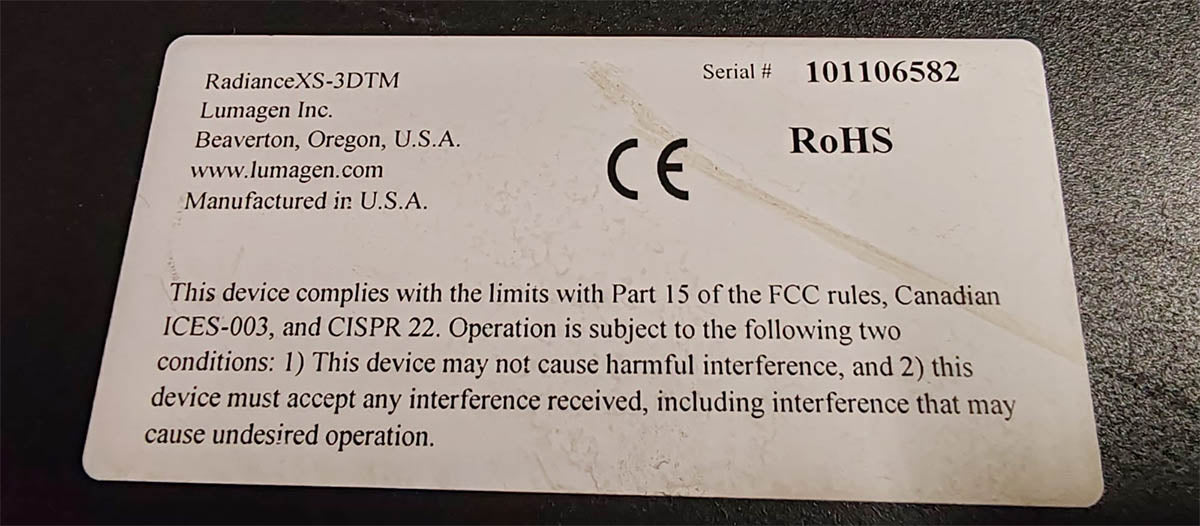 RadianceXS-3DTM
Lumagen Inc.
Beaverton, Oregon, U.S.A.
www.lumagen.com
Manufactured in U.S.A.
Serial # 101106582
CE
RoHS
This device complies with the limits with Part 15 of the FCC rules, Canadian
ICES-003, and CISPR 22. Operation is subject to the following two
conditions: 1) This device may not cause harmful interference, and 2) this
device must accept any interference received, including interference that may
cause undesired operation.